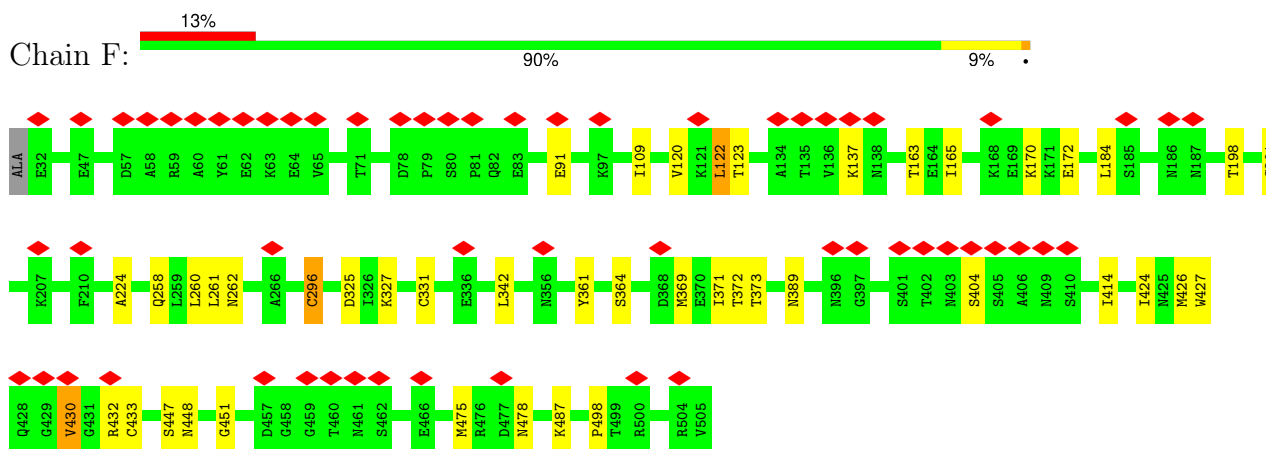 13%
Chain F:
90% 9% •
ALA E32 E47 D57 A58 R59 A60 Y61 E62 K63 E64 V65 T71 D78 P79 S80 P81 Q82 E83 E91 K97 I109 V120 K121 L122 T123 A134 T135 V136 K137 N138 T163 E164 I165 K168 E169 K170 K171 E172 L184 S185 N186 N187 T198
K207 F210 A224 Q258 L259 L260 L261 N262 A266 C296 D325 I326 K327 C331 E336 L342 N356 Y361 S364 D368 M369 E370 I371 T372 T373 N389 N396 G397 S401 T402 N403 S404 S405 A406 N409 S410 I414 I424 N425 M426 W427
Q428 G429 V430 G431 R432 C433 S447 N448 G451 D457 G458 G459 T460 N461 S462 E466 M475 R476 D477 N478 K487 P498 T499 R500 R504 V505